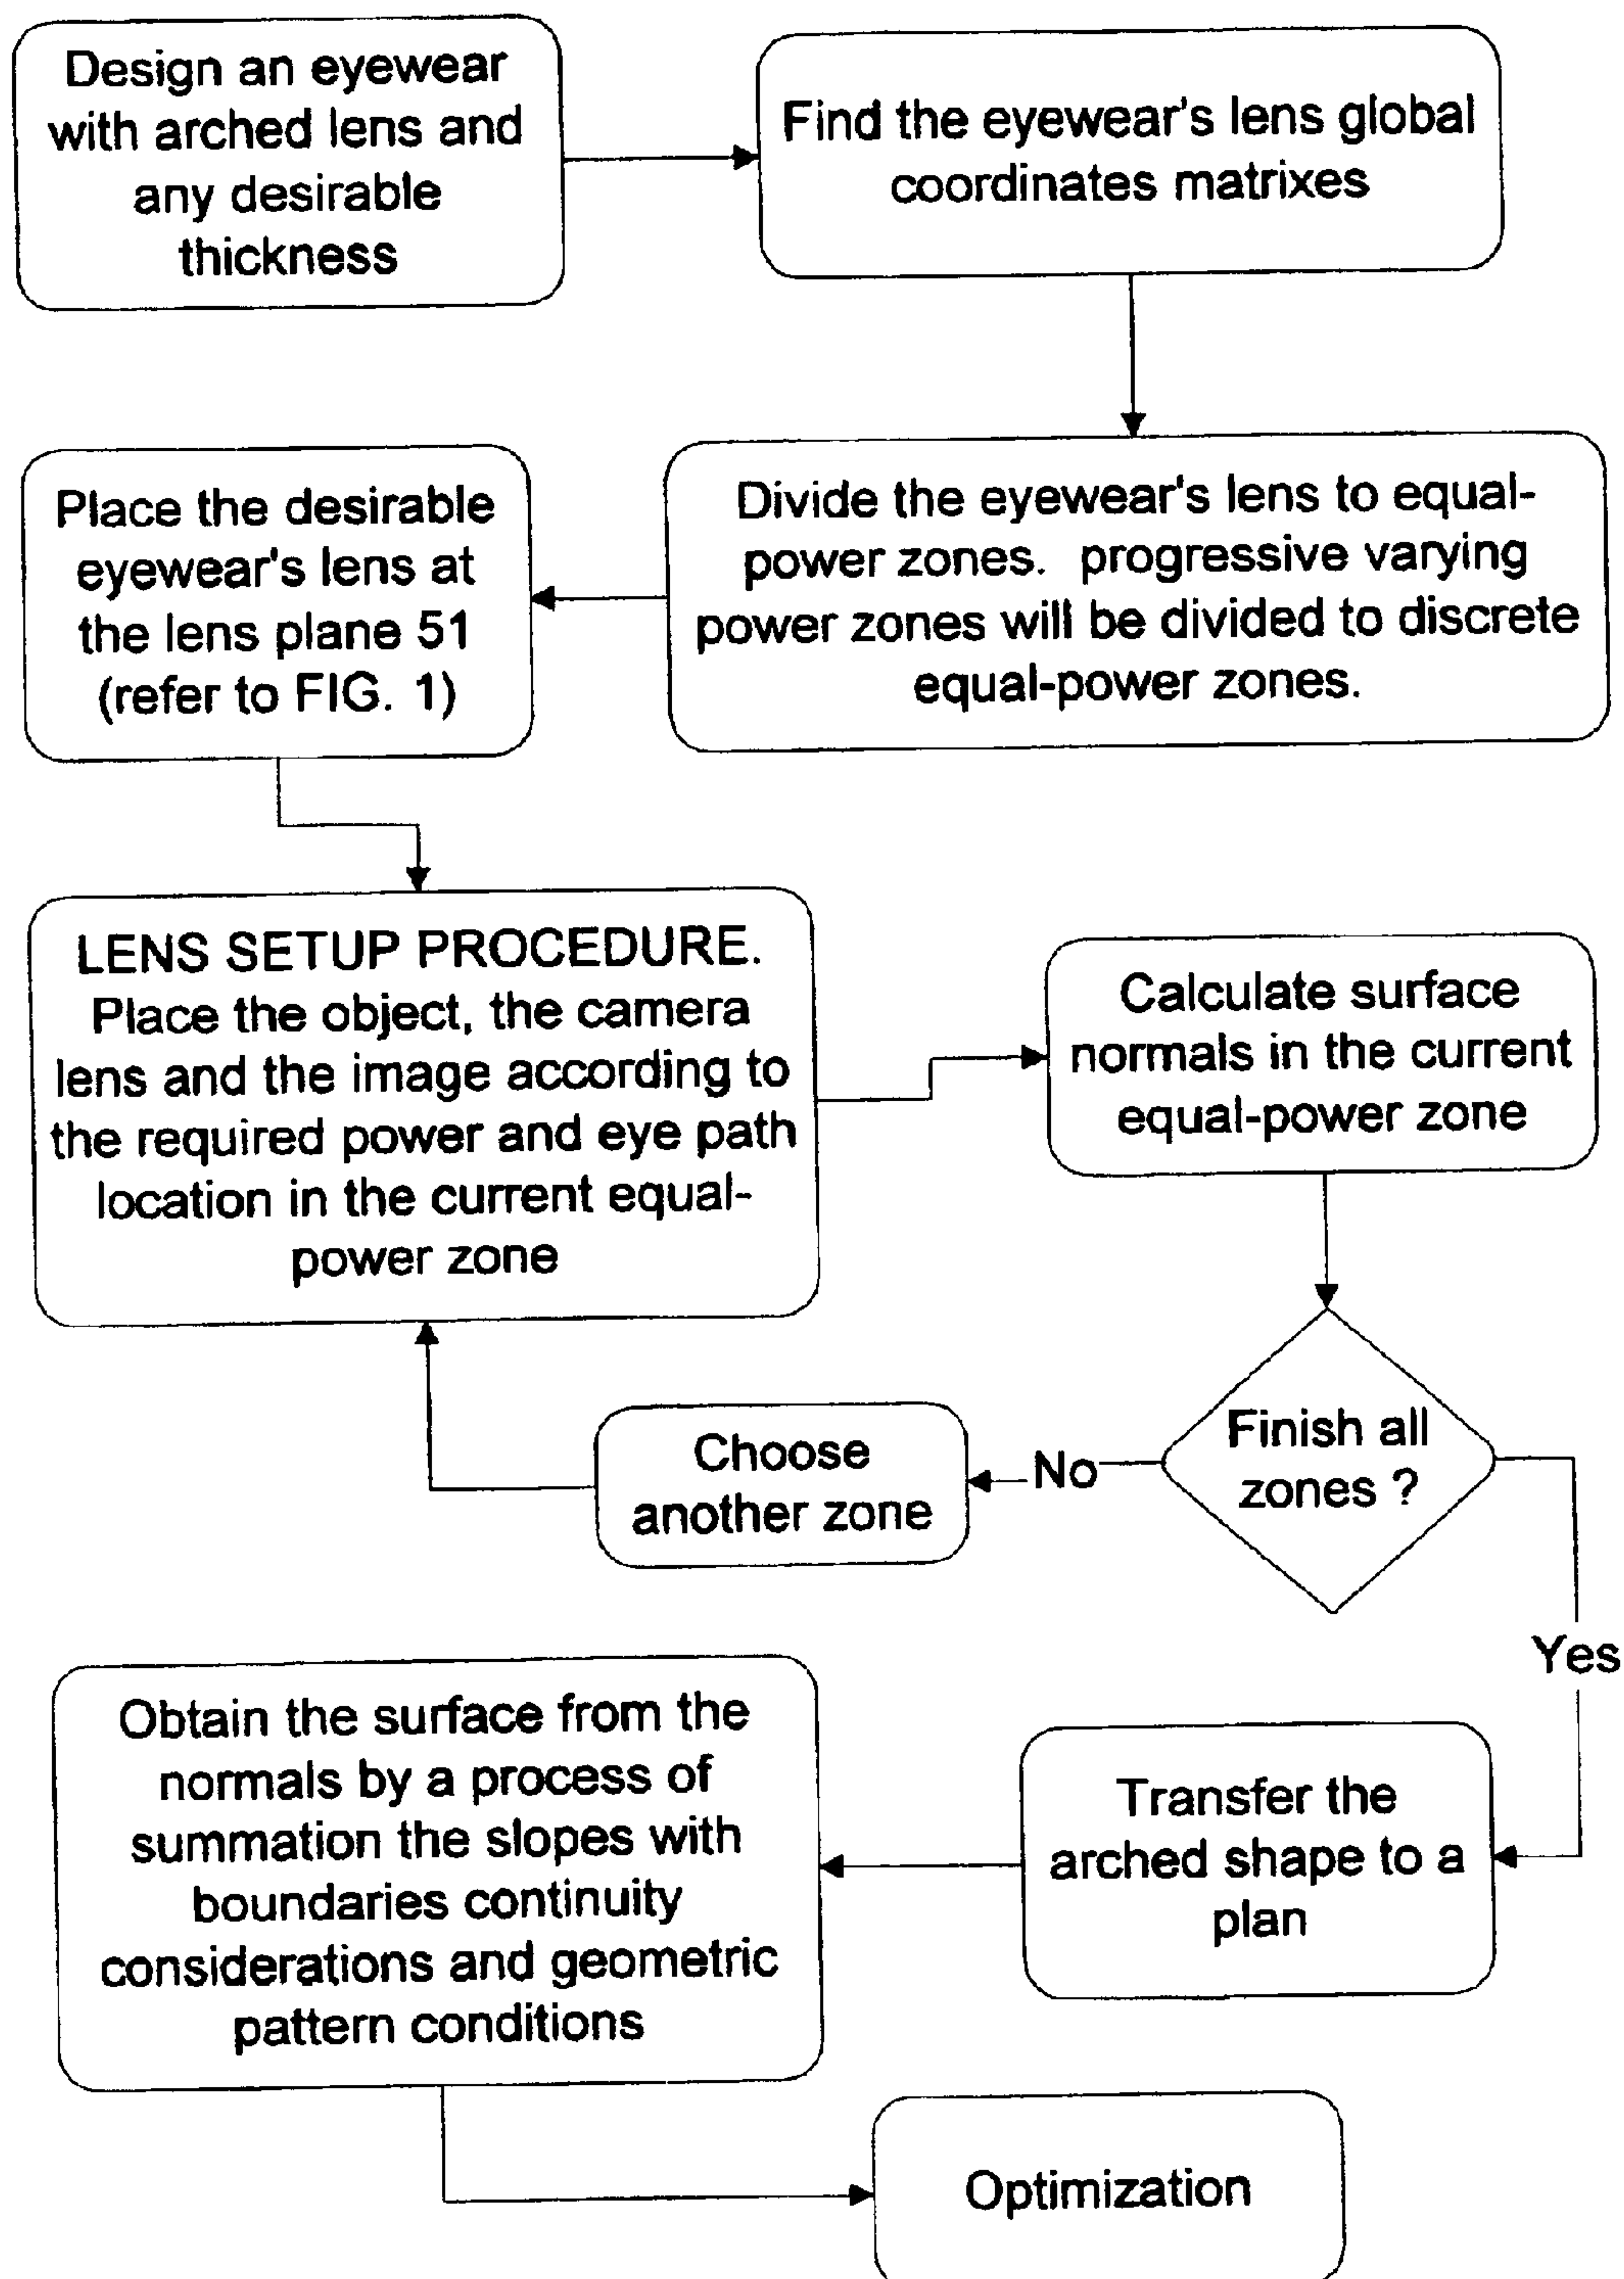 Design an eyewear
with arched lens and
any desirable
thickness
Find the eyewear's lens global
coordinates matrixes
Divide the eyewear's lens to equal-
power zones. progressive varying
power zones will be divided to discrete
equal-power zones.
Place the desirable
eyewear's lens at
the lens plane 51
(refer to FIG. 1)
LENS SETUP PROCEDURE.
Place the object, the camera
lens and the image according to
the required power and eye path
location in the current equal-
power zone
Calculate surface
normals in the current
equal-power zone
Finish all
zones ?
No
Choose
another zone
Yes
Transfer the
arched shape to a
plan
Obtain the surface from the
normals by a process of
summation the slopes with
boundaries continuity
considerations and geometric
pattern conditions
Optimization